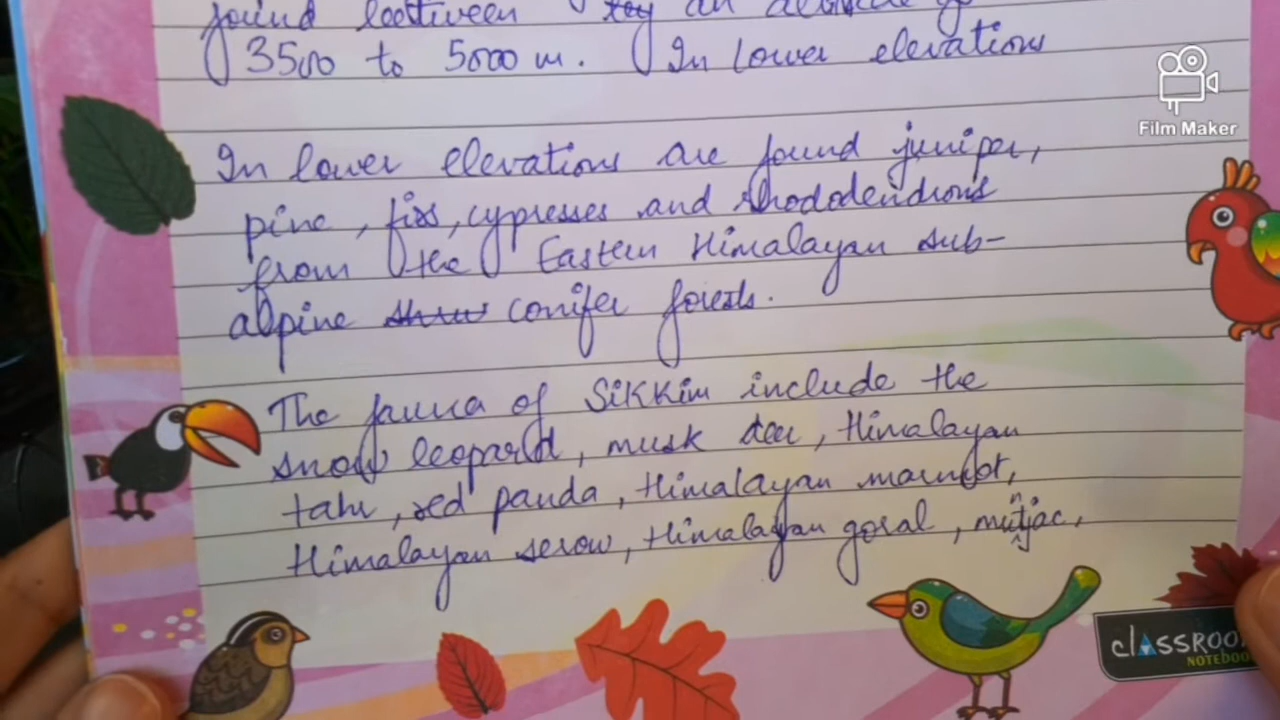 found between an
3500 to 5000 m. In lower elevations
Film Maker
In lower elevations are found juniper,
pine, firs, cypresses and rhododendrons
from the Eastern Himalayan sub-
alpine conifer forests.
The fauna of Sikkim include the
snow leopard, musk deer, Himalayan
tahr, red panda, Himalayan marmot,
Himalayan serow, Himalayan goral, muntjac,
CLASSROOM
NOTEBOO